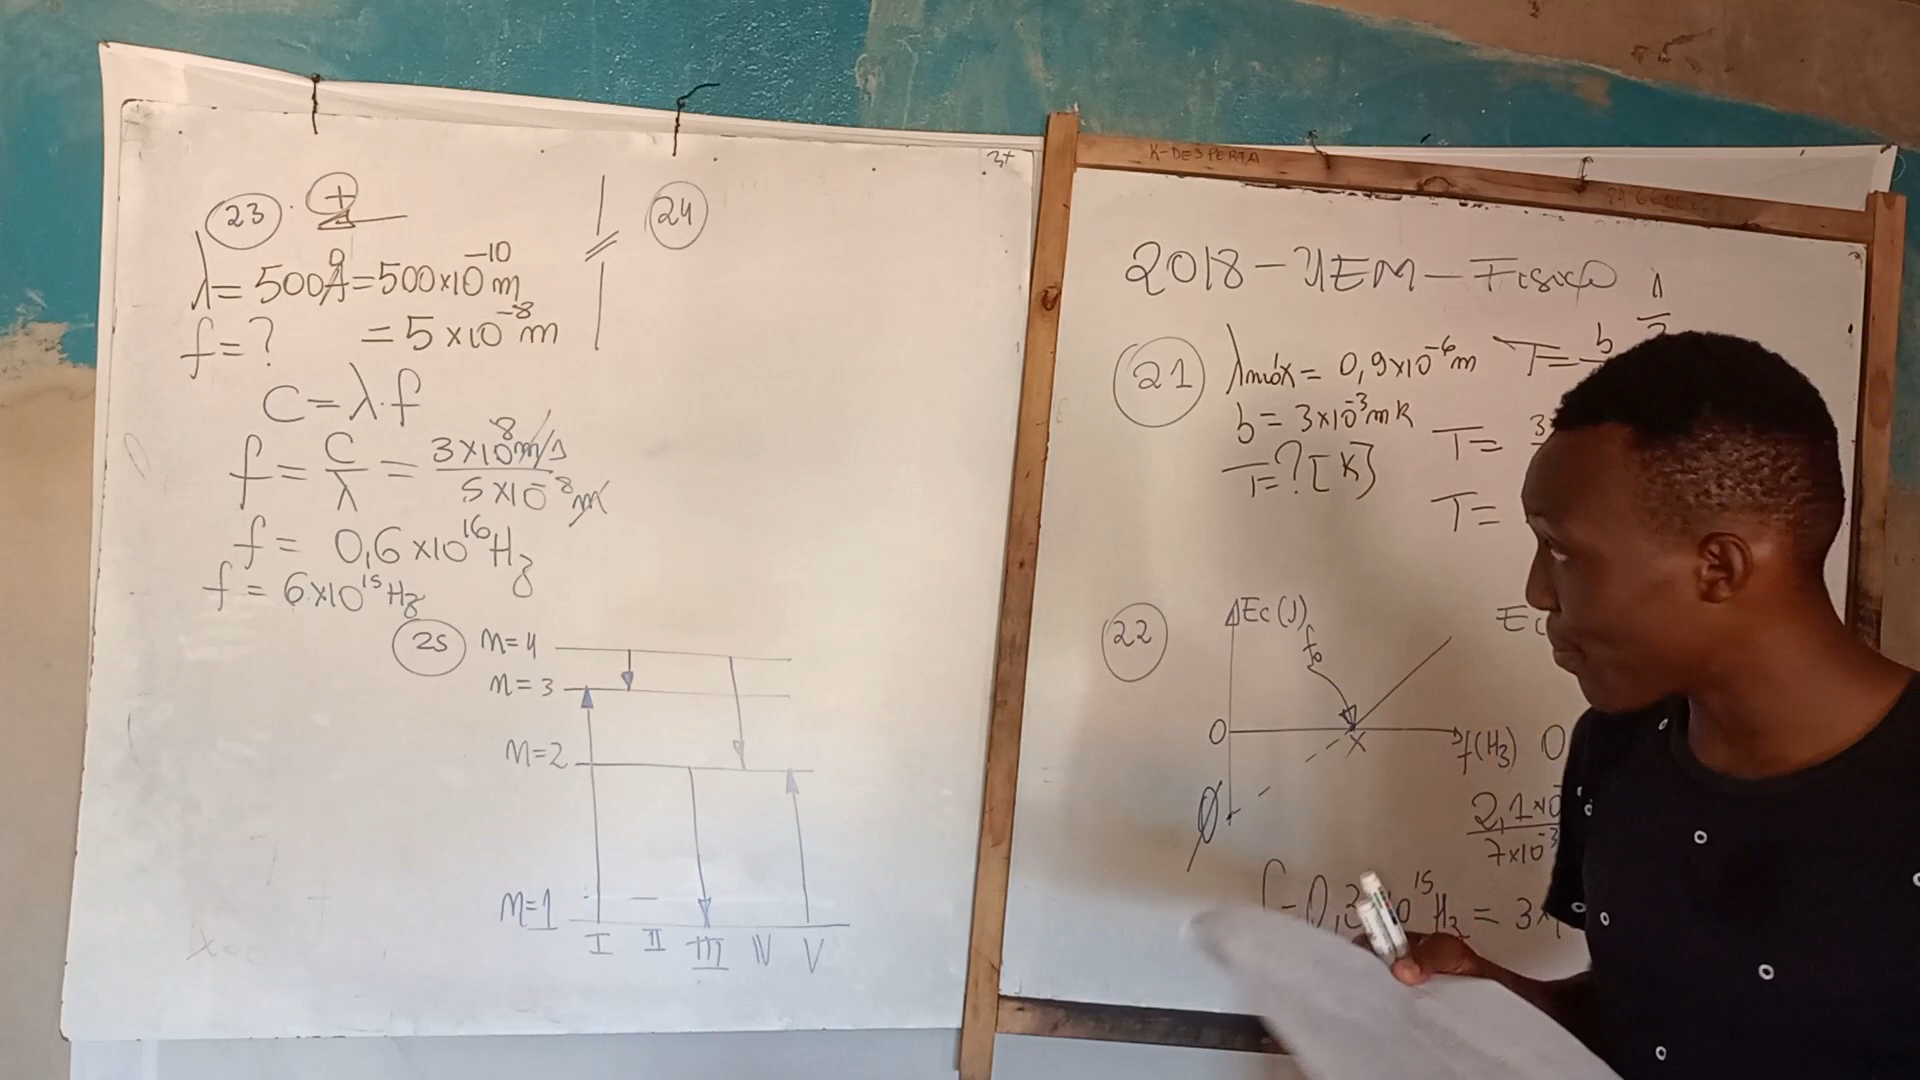 23
λ = 500Å = 500×10⁻¹⁰ m
f = ? = 5×10⁻⁸ m
C = λ.f
f = C/λ = 3×10⁸ m/s / 5×10⁻⁸ m
f = 0,6×10¹⁶ Hz
f = 6×10¹⁵ Hz
24
25
n=4
n=3
n=2
n=1
I II III IV V
K-DESPERTA
2018-UEM-Física
21
λmáx = 0,9×10⁻⁶ m T = b
b = 3×10⁻³ mK T = 3
T = ? [K] T =
22
Ec (J)
f₀
Ec
0 x f(Hz) 0
Ø
2,1×10
7×10⁻³
15 Hz = 3×